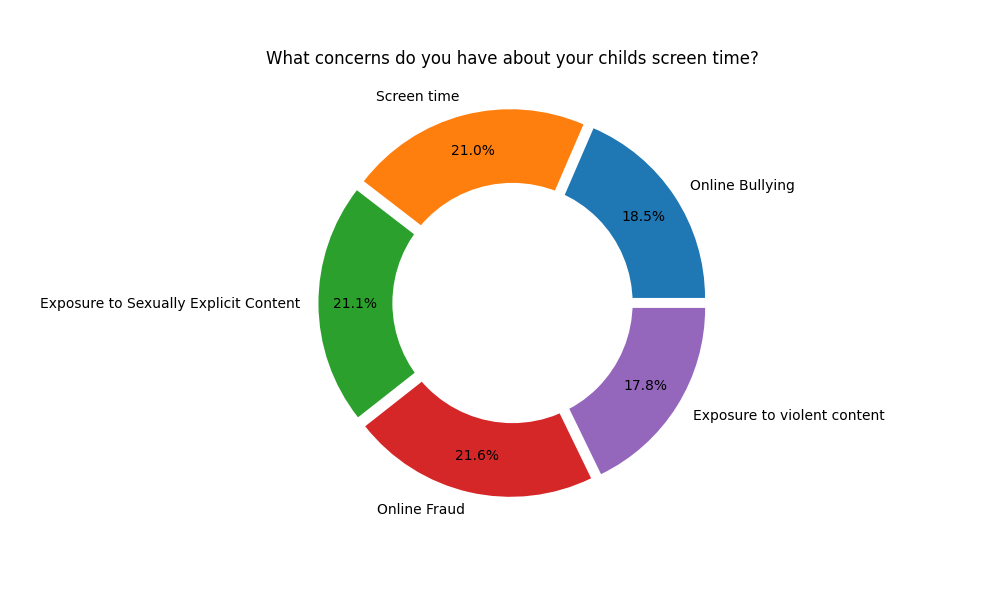 What concerns do you have about your childs screen time?
Screen time
21.0%
Online Bullying
18.5%
Exposure to Sexually Explicit Content
21.1%
17.8%
Exposure to violent content
21.6%
Online Fraud